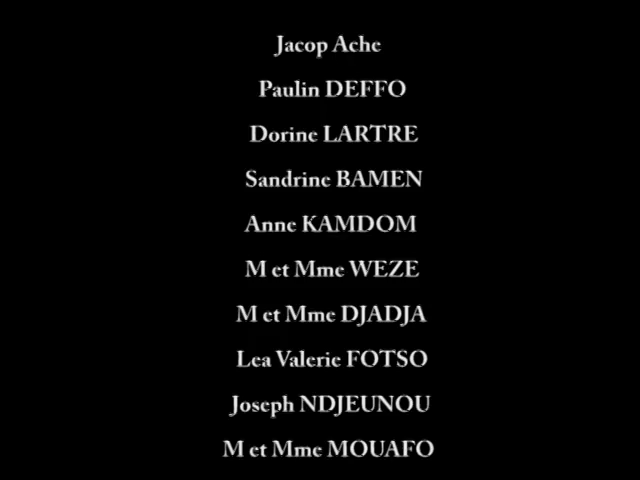 Jacop Ache
Paulin DEFFO
Dorine LARTRE
Sandrine BAMEN
Anne KAMDOM
M et Mme WEZE
M et Mme DJADJA
Lea Valerie FOTSO
Joseph NDJEUNOU
M et Mme MOUAFO